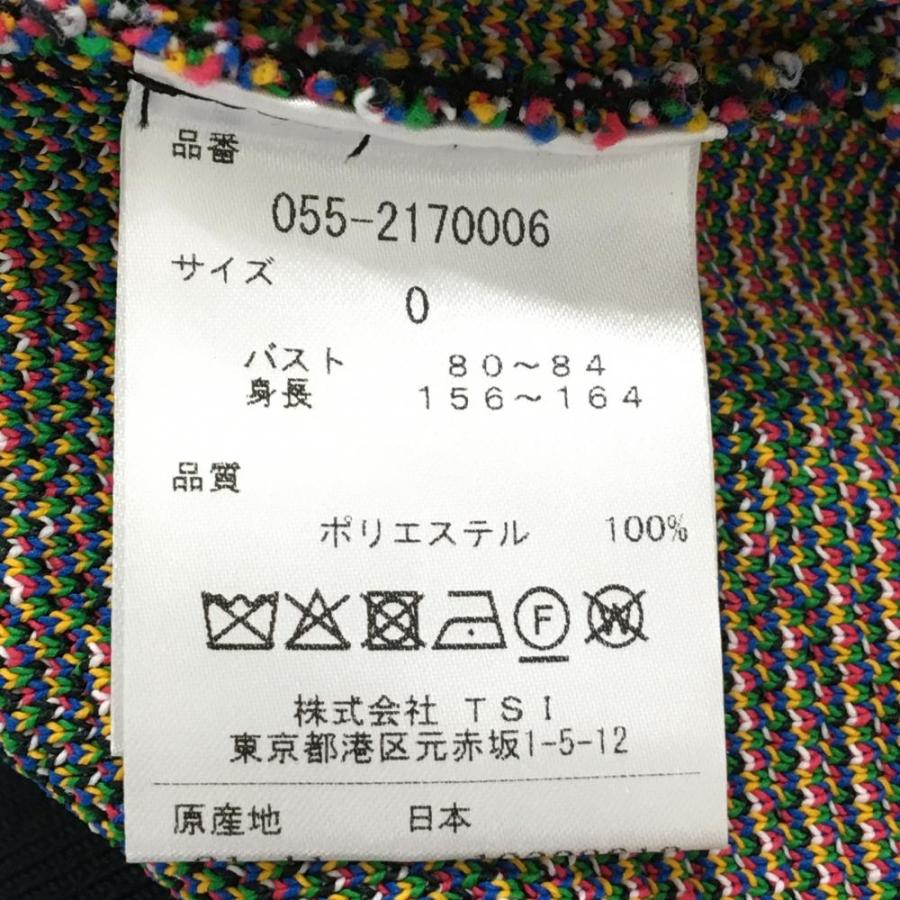 品番
055-2170006
サイズ
0
バスト 80～84
身長 156～164
品質
ポリエステル 100%
F W
株式会社 TSI
東京都港区元赤坂1-5-12
原産地 日本